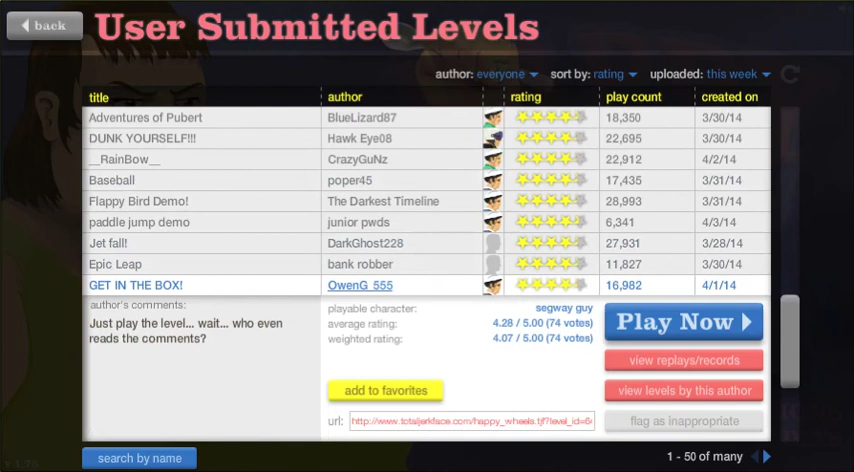 back
User Submitted Levels
author: everyone sort by: rating uploaded: this week
title author rating play count created on
Adventures of Pubert BlueLizard87 18,350 3/30/14
DUNK YOURSELF!!! Hawk Eye08 22,695 3/30/14
__RainBow__ CrazyGuNz 22,912 4/2/14
Baseball poper45 17,435 3/31/14
Flappy Bird Demo! The Darkest Timeline 28,993 3/31/14
paddle jump demo junior pwds 6,341 4/3/14
Jet fall! DarkGhost228 27,931 3/28/14
Epic Leap bank robber 11,827 3/30/14
GET IN THE BOX! OwenG_555 16,982 4/1/14
author's comments:
Just play the level... wait... who even
reads the comments?
playable character: segway guy
average rating: 4.28 / 5.00 (74 votes)
weighted rating: 4.07 / 5.00 (74 votes)
add to favorites
url: http://www.totaljerkface.com/happy_wheels.tjf?level_id=6
Play Now
view replays/records
view levels by this author
flag as inappropriate
search by name
1 - 50 of many